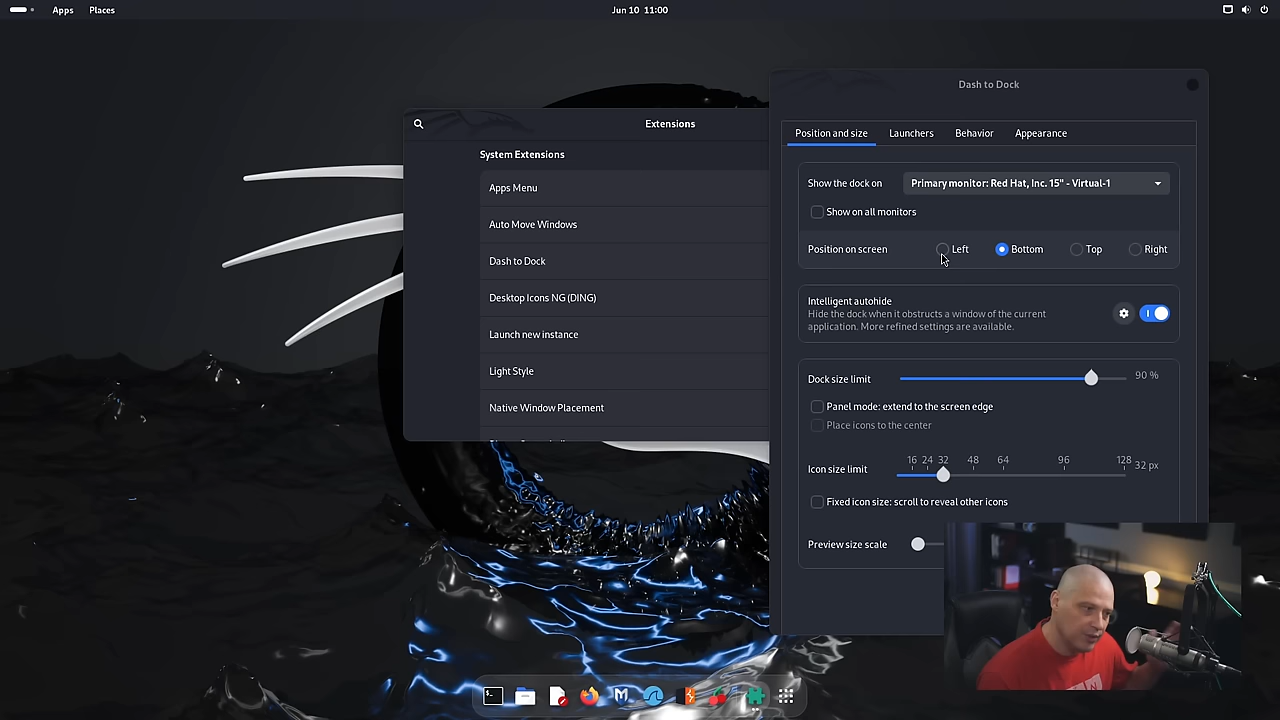 Apps Places
Jun 10 11:00
Dash to Dock
Extensions
System Extensions
Apps Menu
Auto Move Windows
Dash to Dock
Desktop Icons NG (DING)
Launch new instance
Light Style
Native Window Placement
Position and size Launchers Behavior Appearance
Show the dock on Primary monitor: Red Hat, Inc. 15" - Virtual-1
Show on all monitors
Position on screen Left Bottom Top Right
Intelligent autohide
Hide the dock when it obstructs a window of the current
application. More refined settings are available.
Dock size limit 90 %
Panel mode: extend to the screen edge
Place icons to the center
16 24 32 48 64 96 128
Icon size limit 32 px
Fixed icon size: scroll to reveal other icons
Preview size scale